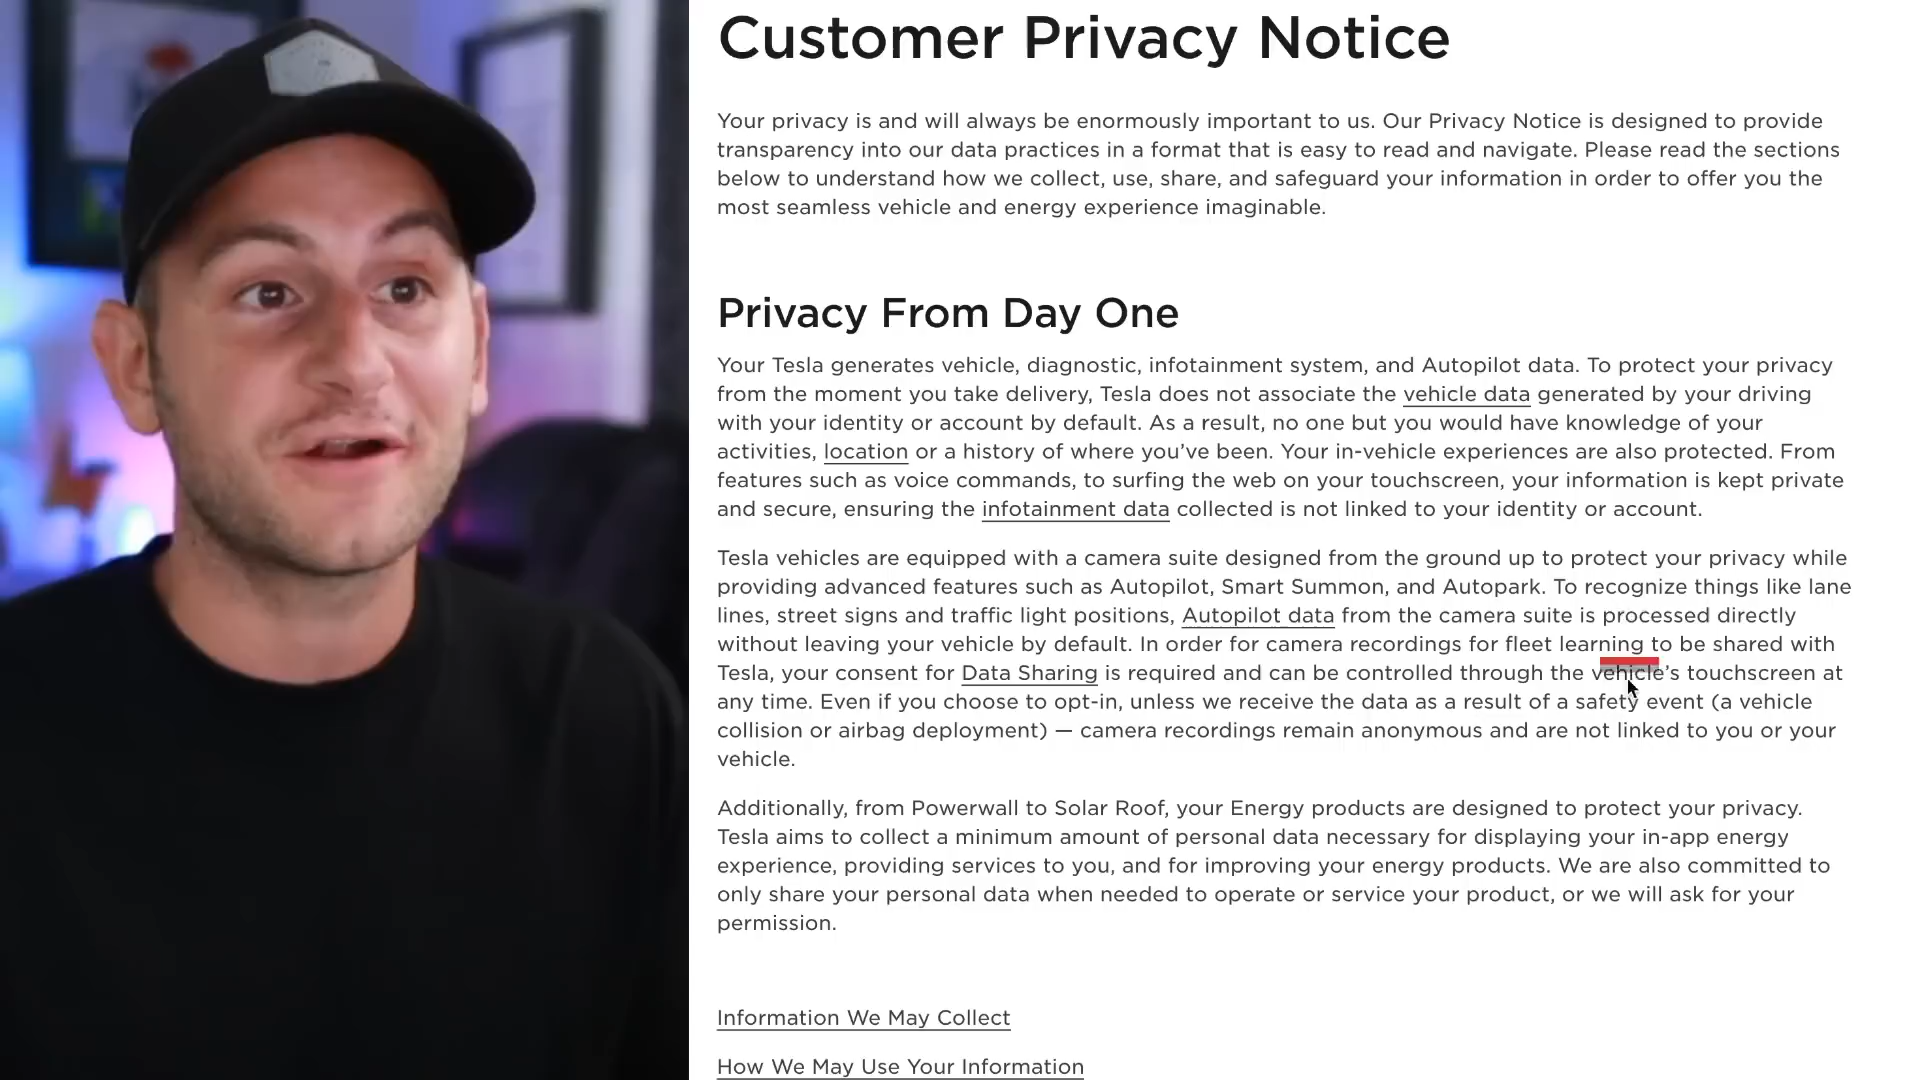 Customer Privacy Notice
Your privacy is and will always be enormously important to us. Our Privacy Notice is designed to provide
transparency into our data practices in a format that is easy to read and navigate. Please read the sections
below to understand how we collect, use, share, and safeguard your information in order to offer you the
most seamless vehicle and energy experience imaginable.
Privacy From Day One
Your Tesla generates vehicle, diagnostic, infotainment system, and Autopilot data. To protect your privacy
from the moment you take delivery, Tesla does not associate the vehicle data generated by your driving
with your identity or account by default. As a result, no one but you would have knowledge of your
activities, location or a history of where you’ve been. Your in-vehicle experiences are also protected. From
features such as voice commands, to surfing the web on your touchscreen, your information is kept private
and secure, ensuring the infotainment data collected is not linked to your identity or account.
Tesla vehicles are equipped with a camera suite designed from the ground up to protect your privacy while
providing advanced features such as Autopilot, Smart Summon, and Autopark. To recognize things like lane
lines, street signs and traffic light positions, Autopilot data from the camera suite is processed directly
without leaving your vehicle by default. In order for camera recordings for fleet learning to be shared with
Tesla, your consent for Data Sharing is required and can be controlled through the vehicle’s touchscreen at
any time. Even if you choose to opt-in, unless we receive the data as a result of a safety event (a vehicle
collision or airbag deployment) — camera recordings remain anonymous and are not linked to you or your
vehicle.
Additionally, from Powerwall to Solar Roof, your Energy products are designed to protect your privacy.
Tesla aims to collect a minimum amount of personal data necessary for displaying your in-app energy
experience, providing services to you, and for improving your energy products. We are also committed to
only share your personal data when needed to operate or service your product, or we will ask for your
permission.
Information We May Collect
How We May Use Your Information